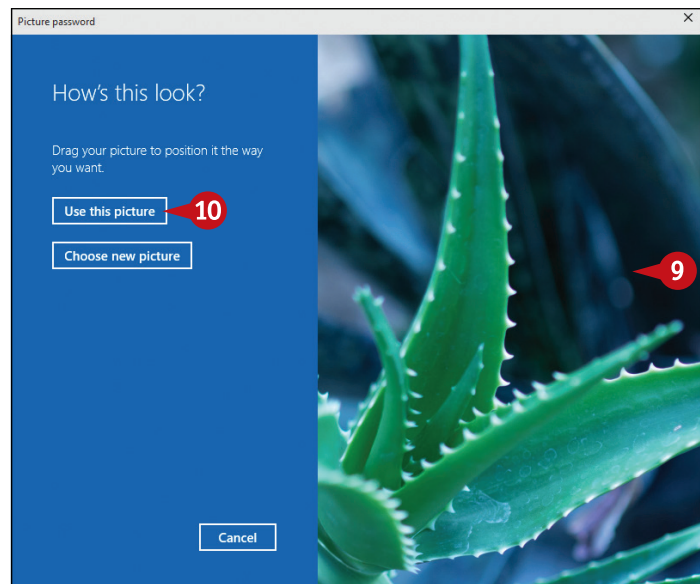 Picture password
How's this look?
Drag your picture to position it the way
you want.
Use this picture
10
Choose new picture
9
Cancel